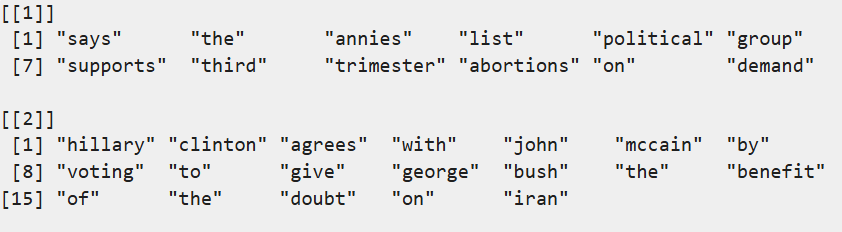 [[1]]
[1] "says" "the" "annies" "list" "political" "group"
[7] "supports" "third" "trimester" "abortions" "on" "demand"
[[2]]
[1] "hillary" "clinton" "agrees" "with" "john" "mccain" "by"
[8] "voting" "to" "give" "george" "bush" "the" "benefit"
[15] "of" "the" "doubt" "on" "iran"